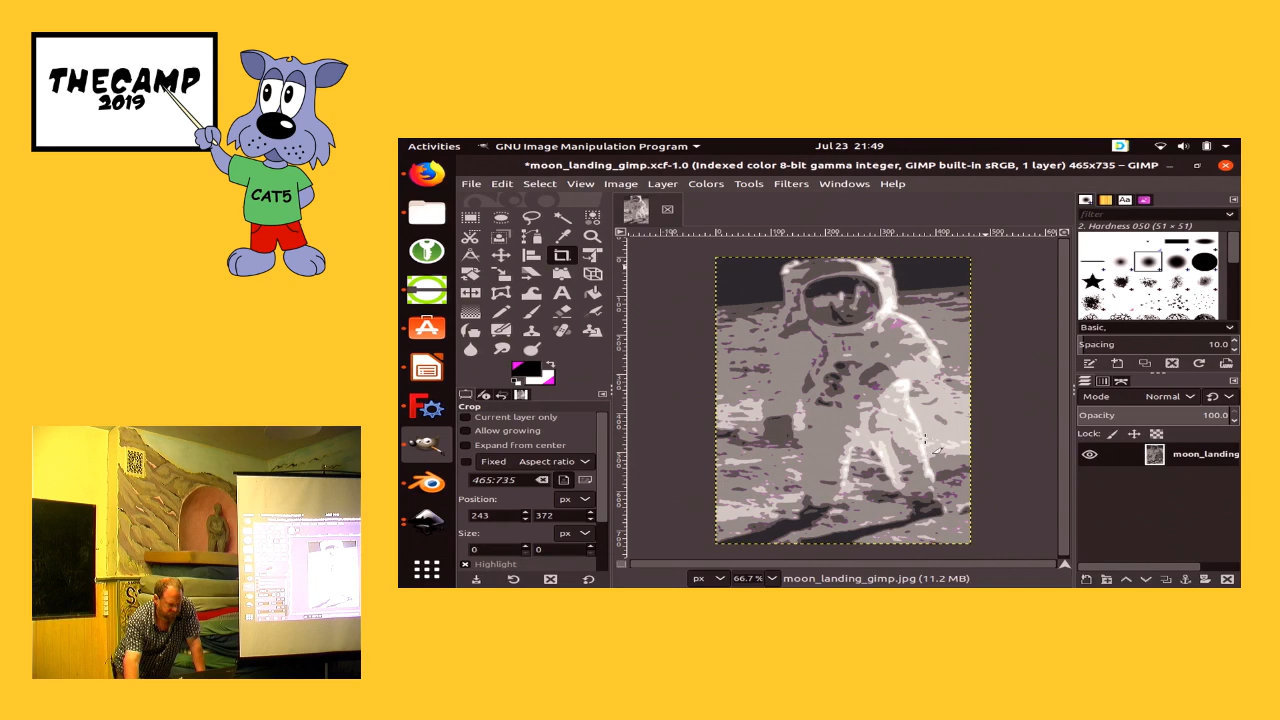 THECAMP
2019
CAT5
Activities
GNU Image Manipulation Program
Jul 23 21:49
*moon_landing_gimp.xcf-1.0 (Indexed color 8-bit gamma integer, GIMP built-in sRGB, 1 layer) 465x735 – GIMP
File Edit Select View Image Layer Colors Tools Filters Windows Help
Crop
Current layer only
Allow growing
Expand from center
Fixed Aspect ratio
465:735
Position: px
243 372
Size: px
0 0
Highlight
px 66.7 % moon_landing_gimp.jpg (11.2 MB)
filter
2. Hardness 050 (51 × 51)
Basic,
Spacing 10.0
Mode Normal
Opacity 100.0
Lock:
moon_landing